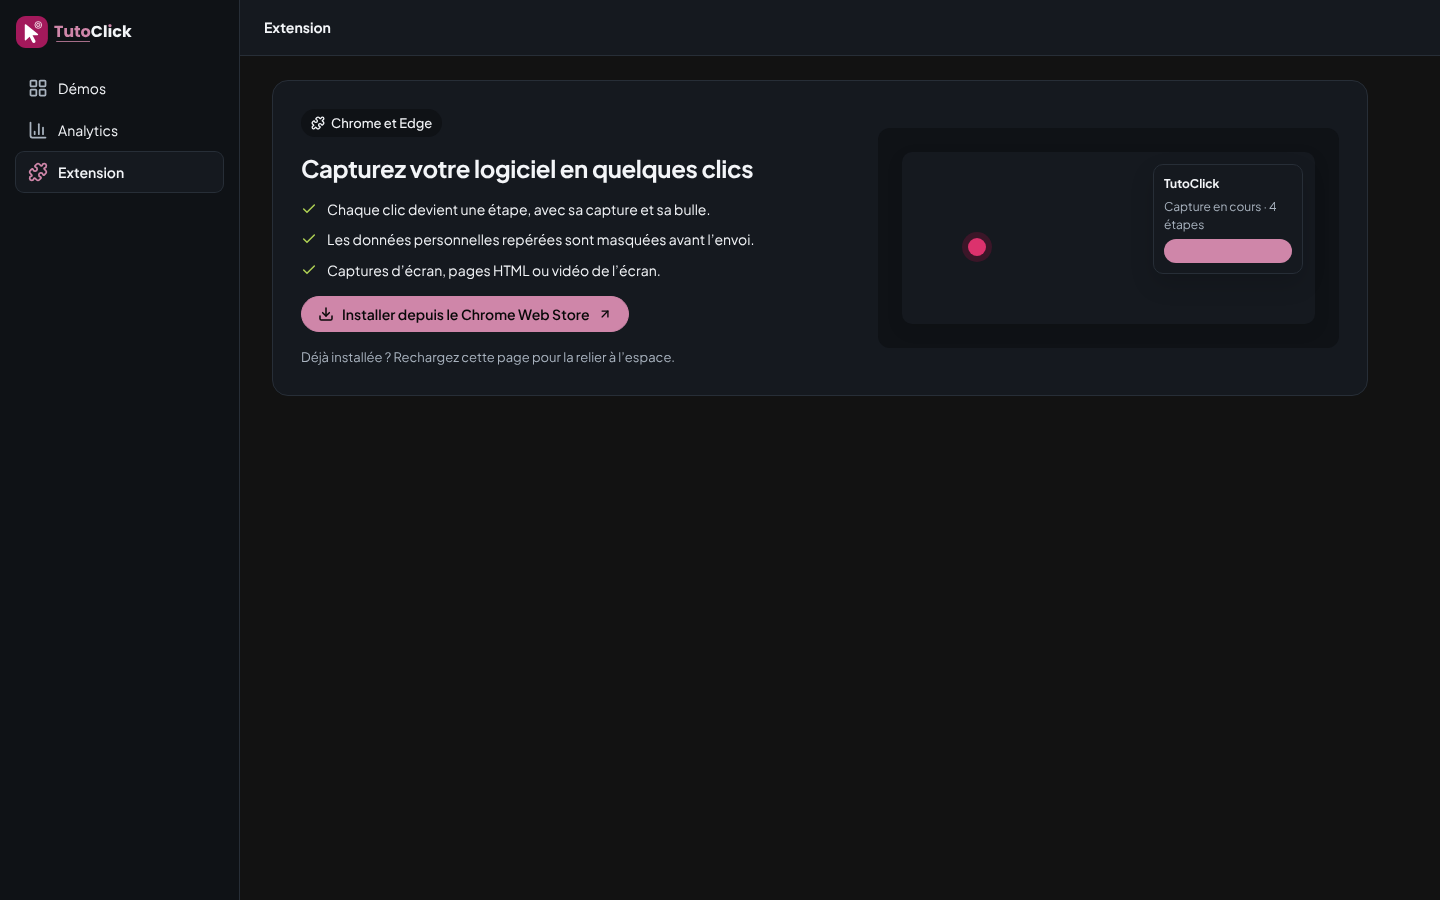 TutoClick
Démos
Analytics
Extension
Extension
Chrome et Edge
Capturez votre logiciel en quelques clics
Chaque clic devient une étape, avec sa capture et sa bulle.
Les données personnelles repérées sont masquées avant l’envoi.
Captures d’écran, pages HTML ou vidéo de l’écran.
Installer depuis le Chrome Web Store
Déjà installée ? Rechargez cette page pour la relier à l’espace.
TutoClick
Capture en cours · 4
étapes